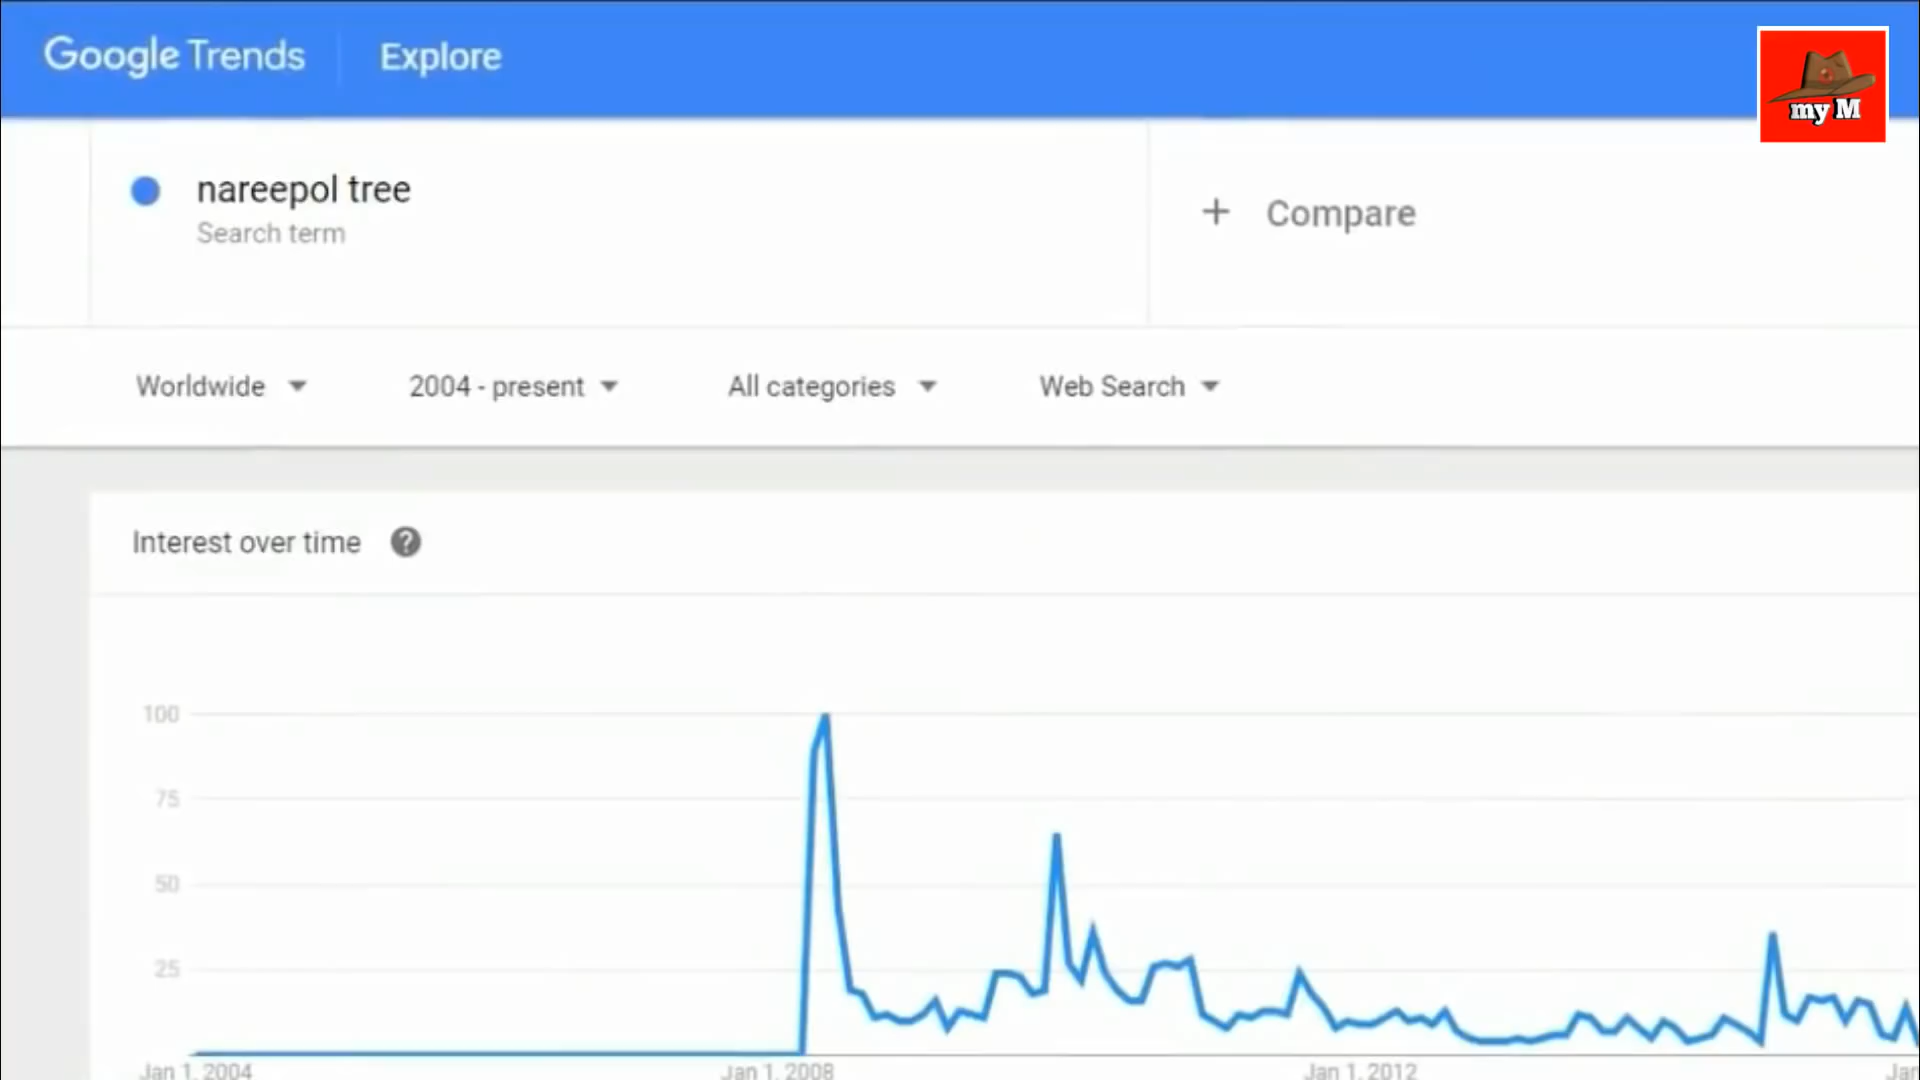 Google Trends
Explore
my M
nareepol tree
Search term
+ Compare
Worldwide
2004 - present
All categories
Web Search
Interest over time
?
100
75
50
25
Jan 1, 2004
Jan 1, 2008
Jan 1, 2012
Jan